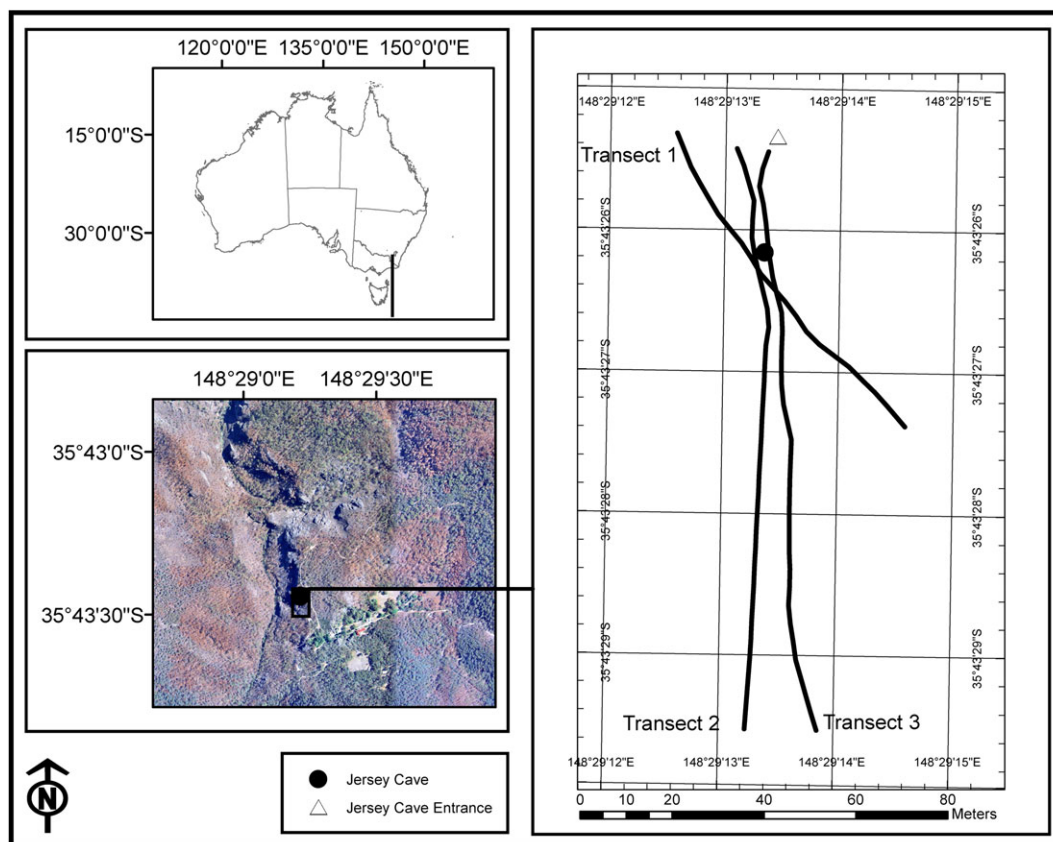 120°0'0"E 135°0'0"E 150°0'0"E
15°0'0"S
30°0'0"S
148°29'0"E 148°29'30"E
35°43'0"S
35°43'30"S
N
Jersey Cave
Jersey Cave Entrance
148°29'12"E 148°29'13"E 148°29'14"E 148°29'15"E
Transect 1
35°43'26"S 35°43'26"S
35°43'27"S 35°43'27"S
35°43'28"S 35°43'28"S
35°43'29"S 35°43'29"S
Transect 2 Transect 3
148°29'12"E 148°29'13"E 148°29'14"E 148°29'15"E
0 10 20 40 60 80
Meters